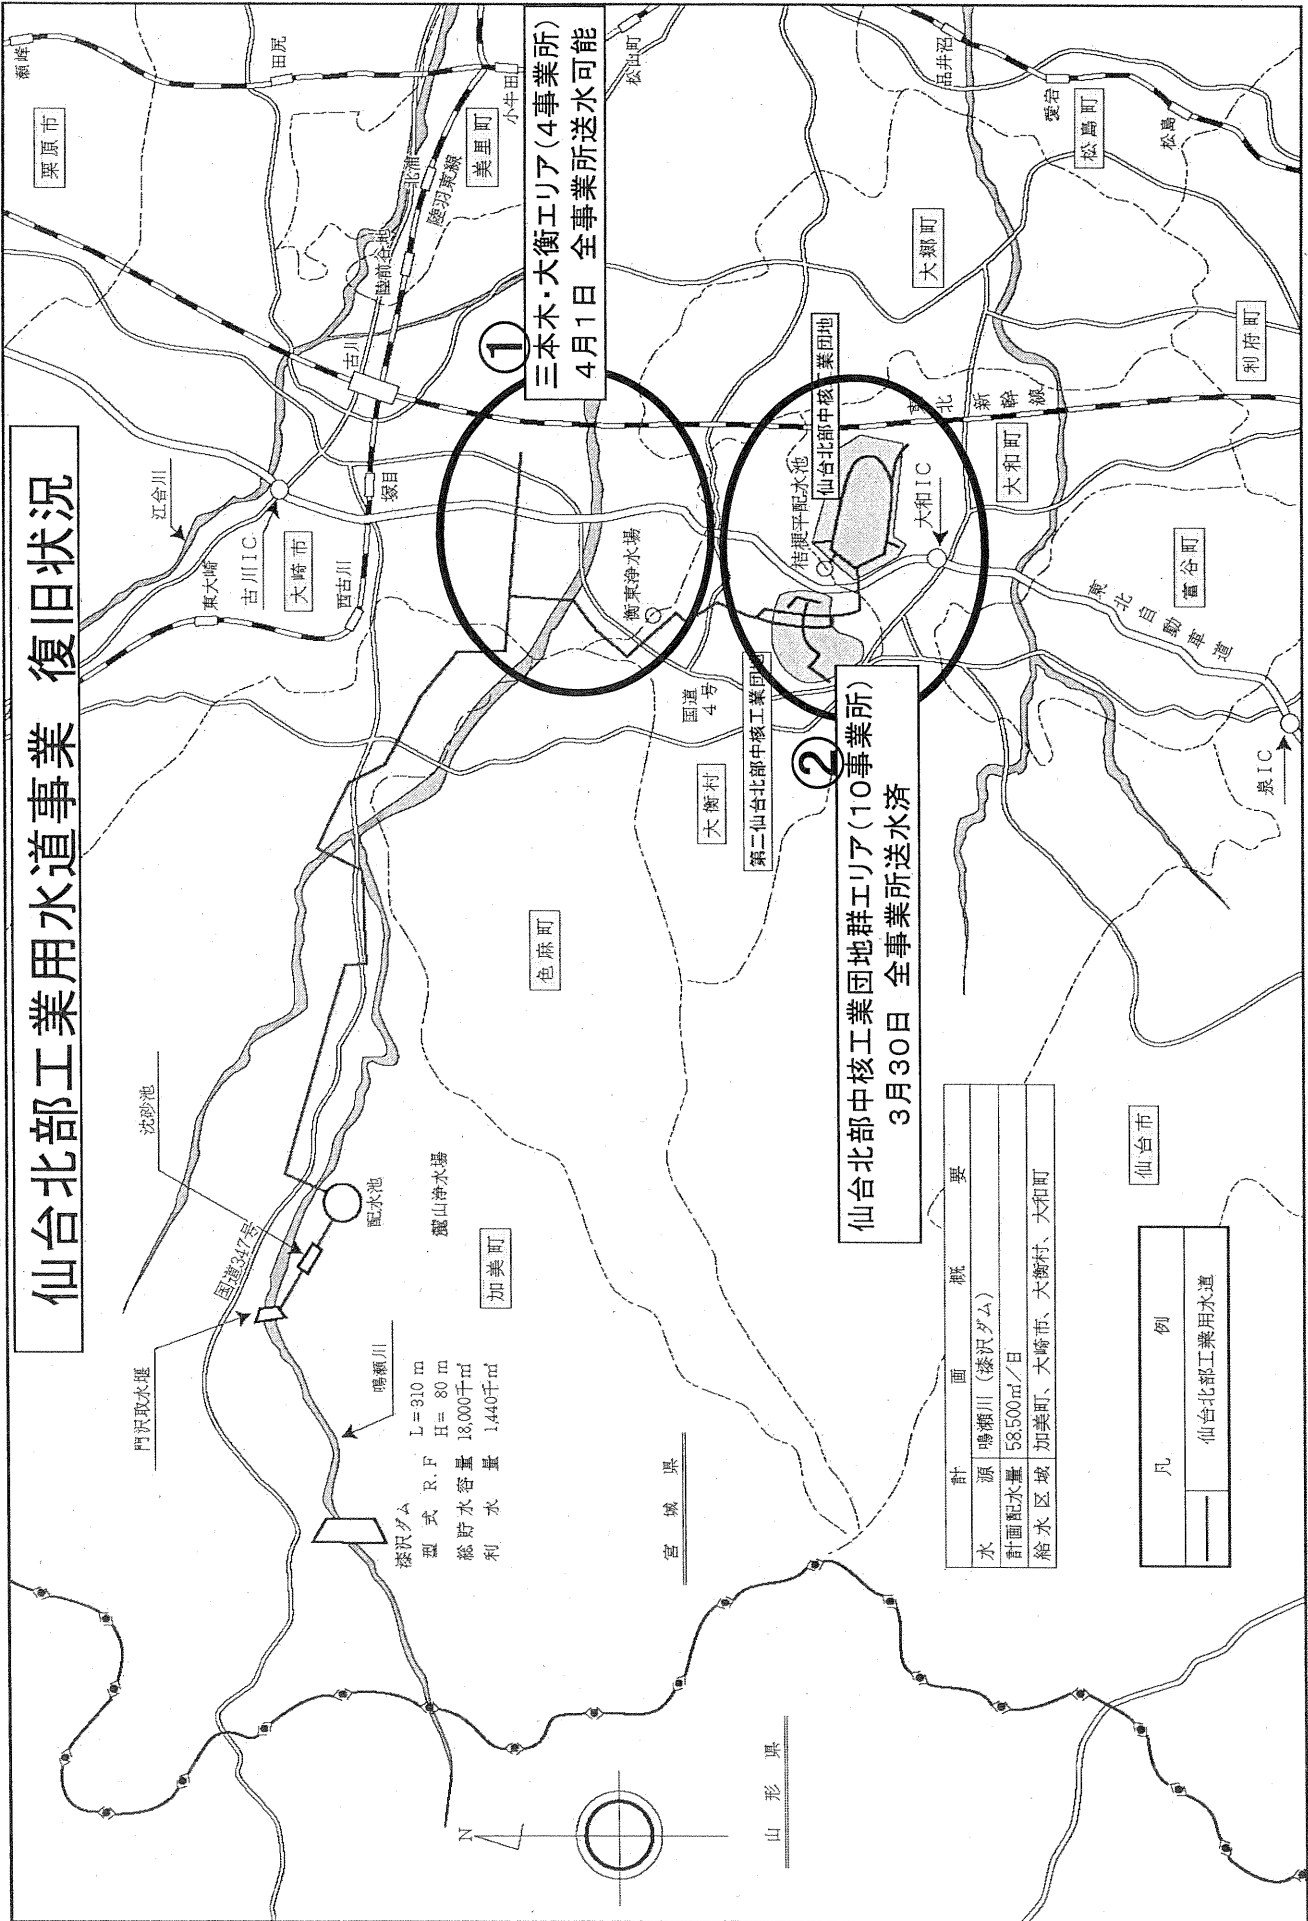 仙台北部工業用水道事業　復旧状況
①
三本木・大衡エリア(4事業所)
4月1日　全事業所送水可能
②
仙台北部中核工業団地群エリア(10事業所)
3月30日　全事業所送水済
瀬峰
田尻
栗原市
小牛田
美里町
北浦
陸羽東線
陸前谷地
古川
江合川
東大崎
古川IC
大崎市
西古川
塚目
松山町
品井沼
愛宕
松島町
松島
大郷町
利府町
仙台北部中核工業団地
東北新幹線
桔梗平配水池
大和IC
大和町
富谷町
東北自動車道
泉IC
衡東浄水場
国道
4号
大衡村
第二仙台北部中核工業団地
色麻町
沈砂池
国道347号
配水池
麓山浄水場
加美町
門沢取水堰
鳴瀬川
漆沢ダム
型式 R.F L=310m
H= 80m
総貯水容量 18,000千㎥
利水量 1,440千㎥
宮城県
山形県
仙台市
N
計画概要
水源 鳴瀬川(漆沢ダム)
計画配水量 58,500㎥/日
給水区域 加美町、大崎市、大衡村、大和町
凡例
仙台北部工業用水道